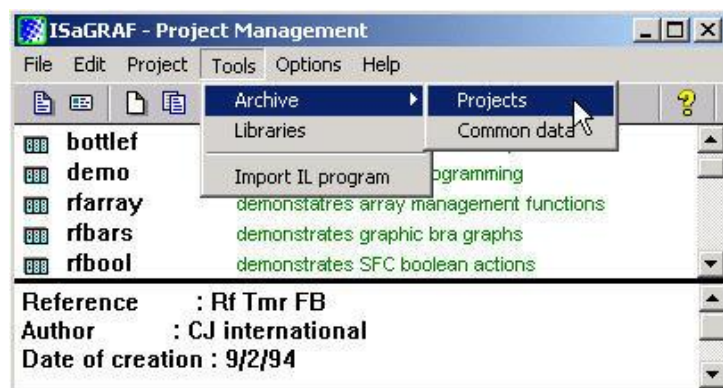 ISaGRAF - Project Management
File Edit Project Tools Options Help
Archive
Projects
Libraries
Common data
Import IL program
bottlef
demo
ogramming
rfarray demonstatres array management functions
rfbars demonstrates graphic bra graphs
rfbool demonstrates SFC boolean actions
Reference : Rf Tmr FB
Author : CJ international
Date of creation : 9/2/94